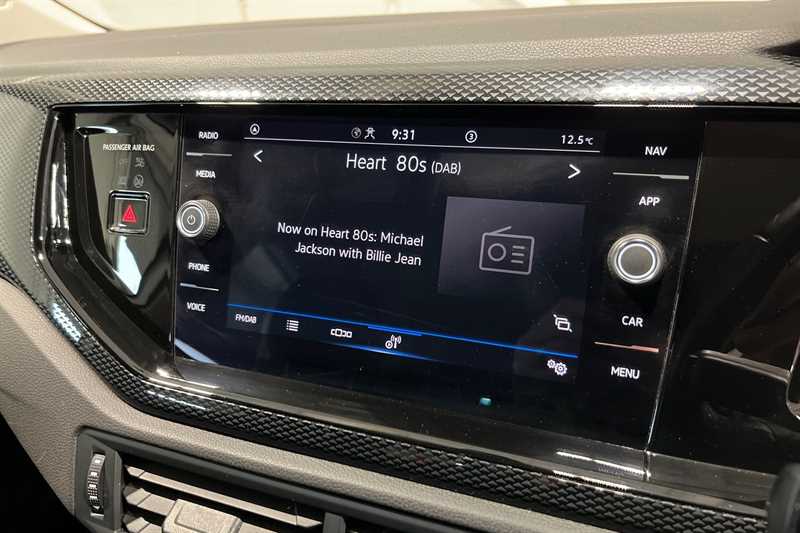 PASSENGER AIR BAG
RADIO
MEDIA
PHONE
VOICE
A
9:31
3
12.5°C
Heart 80s (DAB)
Now on Heart 80s: Michael
Jackson with Billie Jean
FM/DAB
NAV
APP
CAR
MENU